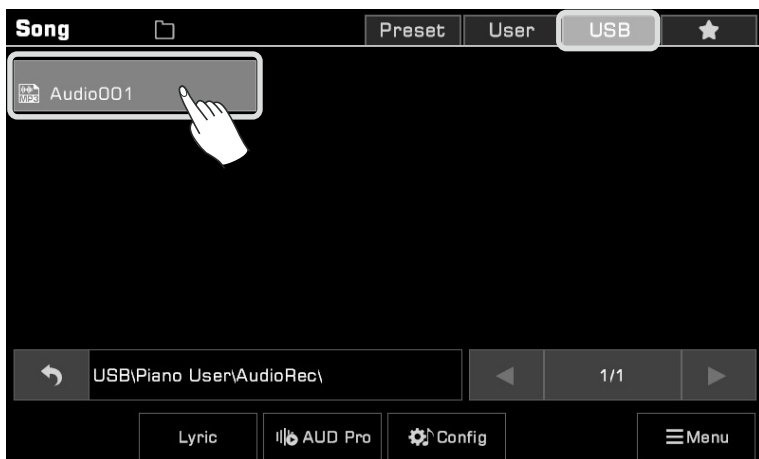 Song Preset User USB
MP3 Audio001
USB\Piano User\AudioRec\ 1/1
Lyric AUD Pro Config Menu